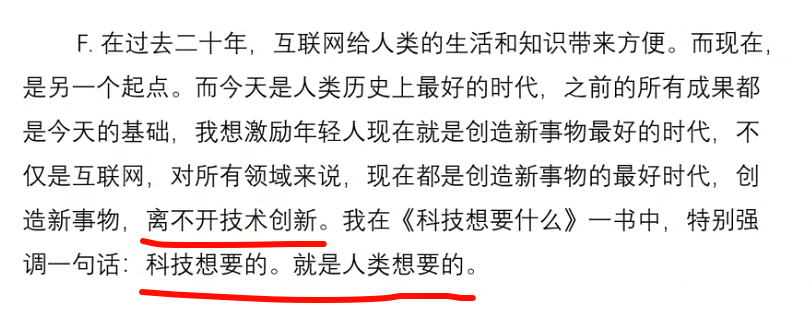 F. 在过去二十年，互联网给人类的生活和知识带来方便。而现在，
是另一个起点。而今天是人类历史上最好的时代，之前的所有成果都
是今天的基础，我想激励年轻人现在就是创造新事物最好的时代，不
仅是互联网，对所有领域来说，现在都是创造新事物的最好时代，创
造新事物，离不开技术创新。我在《科技想要什么》一书中，特别强
调一句话：科技想要的。就是人类想要的。